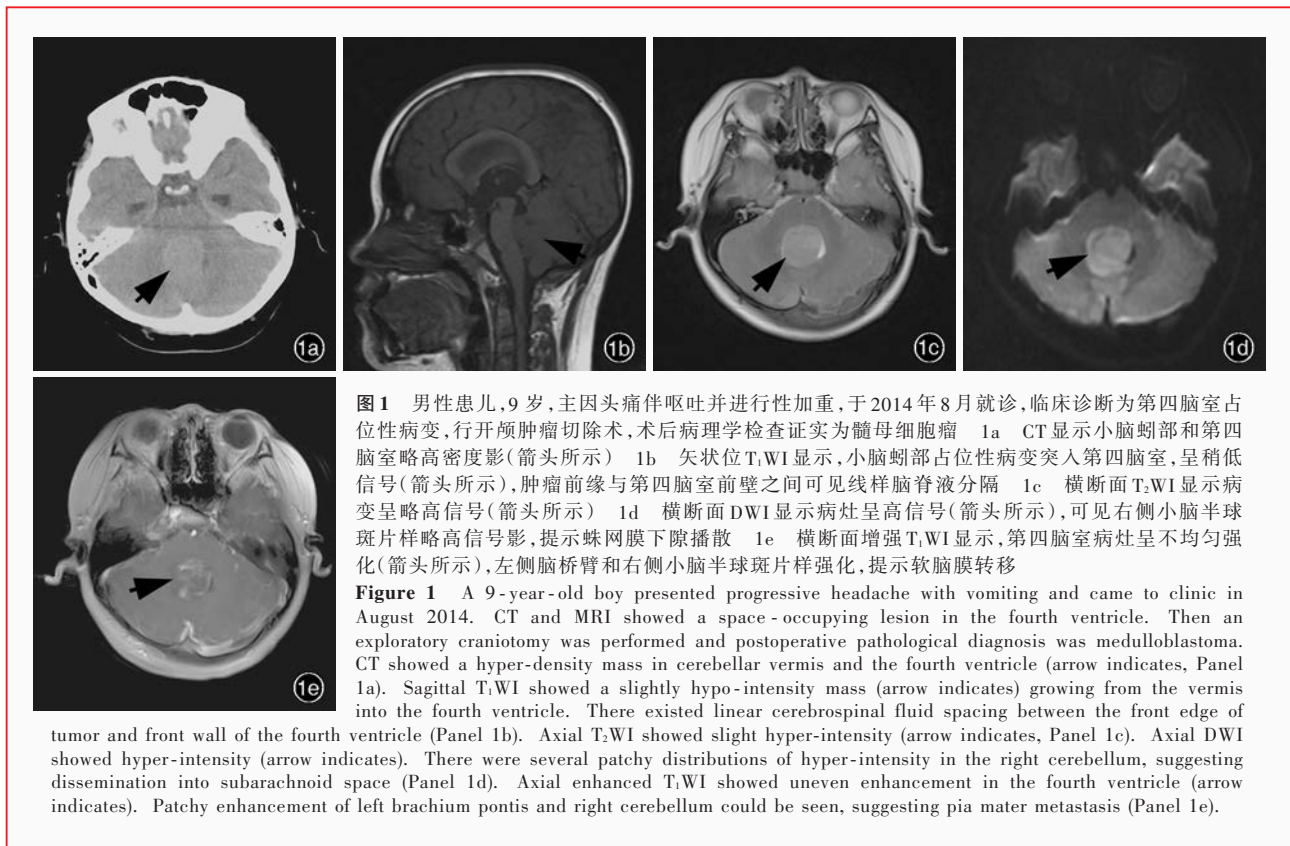 1a
1b
1c
1d
1e
图1 男性患儿,9 岁,主因头痛伴呕吐并进行性加重,于 2014 年 8 月就诊,临床诊断为第四脑室占
位性病变,行开颅肿瘤切除术,术后病理学检查证实为髓母细胞瘤 1a CT 显示小脑蚓部和第四
脑室略高密度影(箭头所示) 1b 矢状位 T₁WI 显示,小脑蚓部占位性病变突入第四脑室,呈稍低
信号(箭头所示),肿瘤前缘与第四脑室前壁之间可见线样脑脊液分隔 1c 横断面 T₂WI 显示病
变呈略高信号(箭头所示) 1d 横断面 DWI 显示病灶呈高信号(箭头所示),可见右侧小脑半球
斑片样略高信号影,提示蛛网膜下隙播散 1e 横断面增强 T₁WI 显示,第四脑室病灶呈不均匀强
化(箭头所示),左侧脑桥臂和右侧小脑半球斑片样强化,提示软脑膜转移
Figure 1 A 9-year-old boy presented progressive headache with vomiting and came to clinic in
August 2014. CT and MRI showed a space-occupying lesion in the fourth ventricle. Then an
exploratory craniotomy was performed and postoperative pathological diagnosis was medulloblastoma.
CT showed a hyper-density mass in cerebellar vermis and the fourth ventricle (arrow indicates, Panel
1a). Sagittal T₁WI showed a slightly hypo-intensity mass (arrow indicates) growing from the vermis
into the fourth ventricle. There existed linear cerebrospinal fluid spacing between the front edge of
tumor and front wall of the fourth ventricle (Panel 1b). Axial T₂WI showed slight hyper-intensity (arrow indicates, Panel 1c). Axial DWI
showed hyper-intensity (arrow indicates). There were several patchy distributions of hyper-intensity in the right cerebellum, suggesting
dissemination into subarachnoid space (Panel 1d). Axial enhanced T₁WI showed uneven enhancement in the fourth ventricle (arrow
indicates). Patchy enhancement of left brachium pontis and right cerebellum could be seen, suggesting pia mater metastasis (Panel 1e).